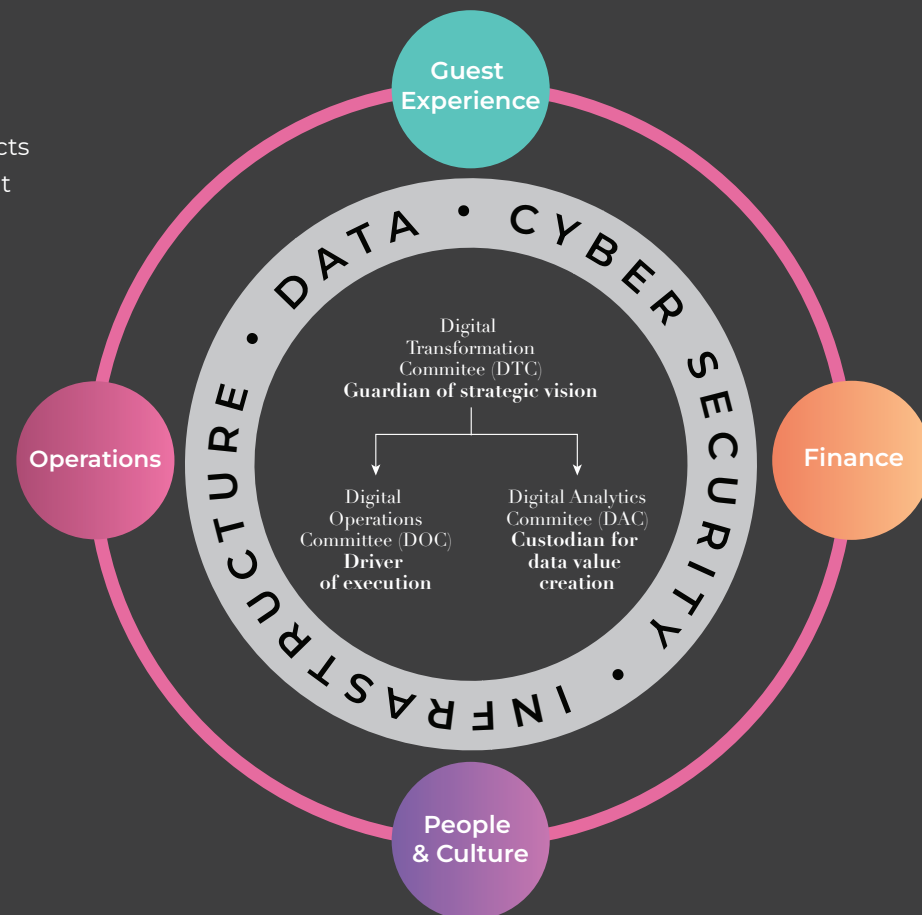 Guest
Experience
cts
t
DATA • CYBER SECURITY • INFRASTRUCTURE •
Digital
Transformation
Commitee (DTC)
Guardian of strategic vision
Operations
Finance
Digital
Operations
Committee (DOC)
Driver
of execution
Digital Analytics
Commitee (DAC)
Custodian for
data value
creation
People
& Culture